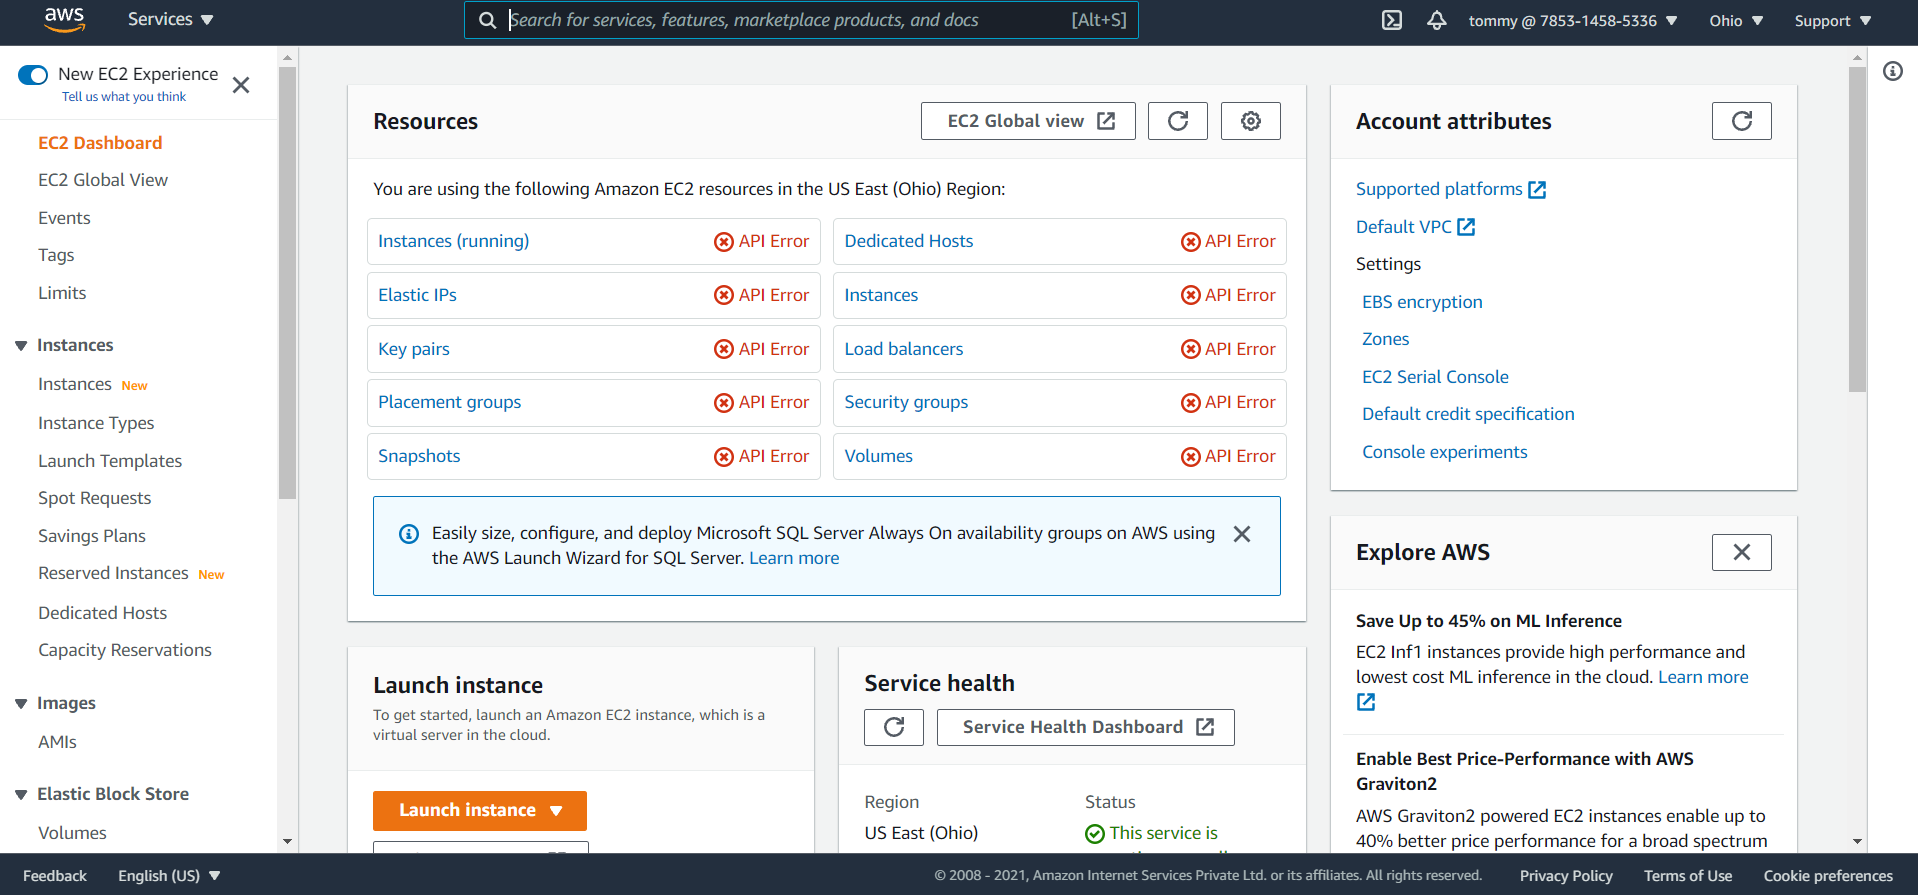 aws
Services
Search for services, features, marketplace products, and docs
[Alt+S]
tommy @ 7853-1458-5336
Ohio
Support
New EC2 Experience
Tell us what you think
EC2 Dashboard
EC2 Global View
Events
Tags
Limits
Instances
Instances New
Instance Types
Launch Templates
Spot Requests
Savings Plans
Reserved Instances New
Dedicated Hosts
Capacity Reservations
Images
AMIs
Elastic Block Store
Volumes
Resources
EC2 Global view
You are using the following Amazon EC2 resources in the US East (Ohio) Region:
Instances (running) API Error
Dedicated Hosts API Error
Elastic IPs API Error
Instances API Error
Key pairs API Error
Load balancers API Error
Placement groups API Error
Security groups API Error
Snapshots API Error
Volumes API Error
Easily size, configure, and deploy Microsoft SQL Server Always On availability groups on AWS using
the AWS Launch Wizard for SQL Server. Learn more
Launch instance
To get started, launch an Amazon EC2 instance, which is a
virtual server in the cloud.
Launch instance
Service health
Service Health Dashboard
Region
US East (Ohio)
Status
This service is
Account attributes
Supported platforms
Default VPC
Settings
EBS encryption
Zones
EC2 Serial Console
Default credit specification
Console experiments
Explore AWS
Save Up to 45% on ML Inference
EC2 Inf1 instances provide high performance and
lowest cost ML inference in the cloud. Learn more
Enable Best Price-Performance with AWS
Graviton2
AWS Graviton2 powered EC2 instances enable up to
40% better price performance for a broad spectrum
Feedback
English (US)
© 2008 - 2021, Amazon Internet Services Private Ltd. or its affiliates. All rights reserved.
Privacy Policy
Terms of Use
Cookie preferences